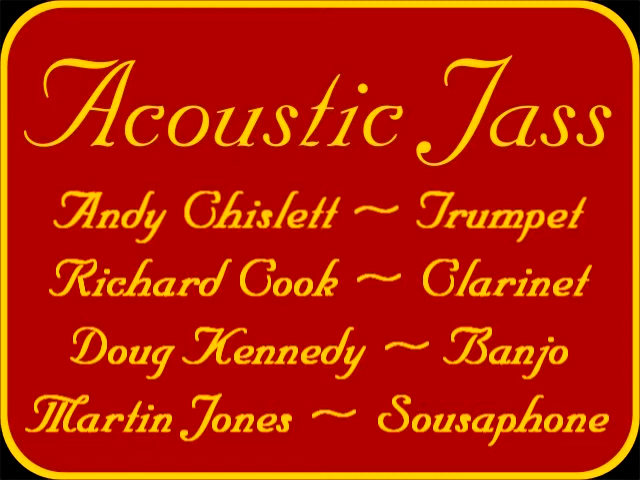 Acoustic Jass
Andy Chislett ~ Trumpet
Richard Cook ~ Clarinet
Doug Kennedy ~ Banjo
Martin Jones ~ Sousaphone